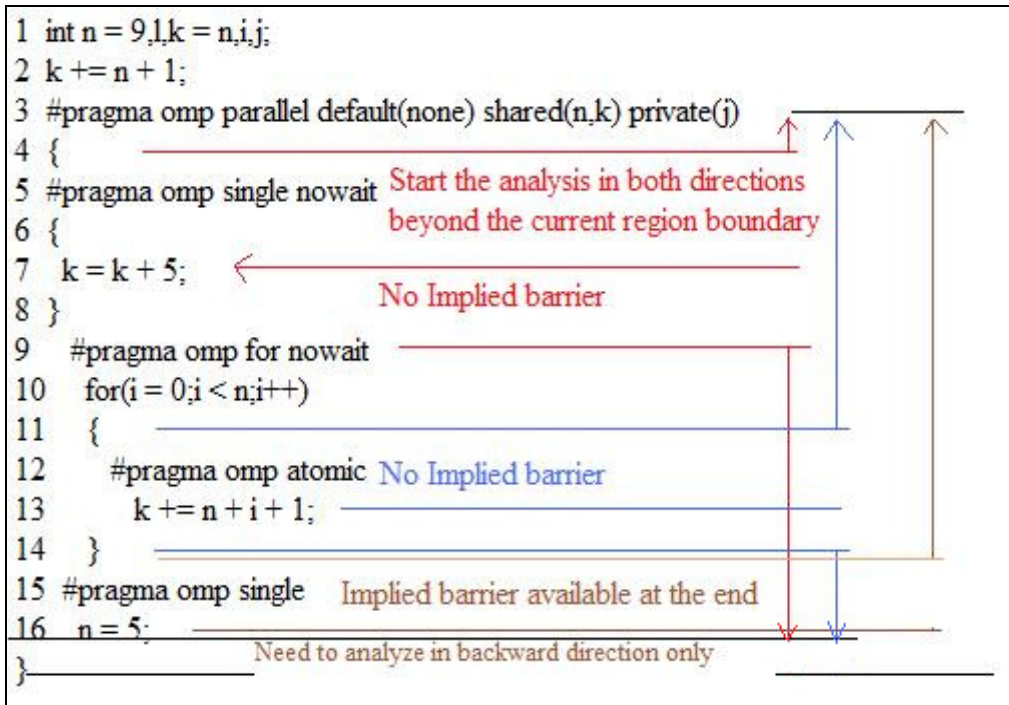 1 int n = 9,l,k = n,i,j;
2 k += n + 1;
3 #pragma omp parallel default(none) shared(n,k) private(j)
4 {
5 #pragma omp single nowait
Start the analysis in both directions
beyond the current region boundary
6 {
7 k = k + 5;
No Implied barrier
8 }
9 #pragma omp for nowait
10 for(i = 0;i < n;i++)
11 {
12 #pragma omp atomic No Implied barrier
13 k += n + i + 1;
14 }
15 #pragma omp single Implied barrier available at the end
16 n = 5;
Need to analyze in backward direction only
}